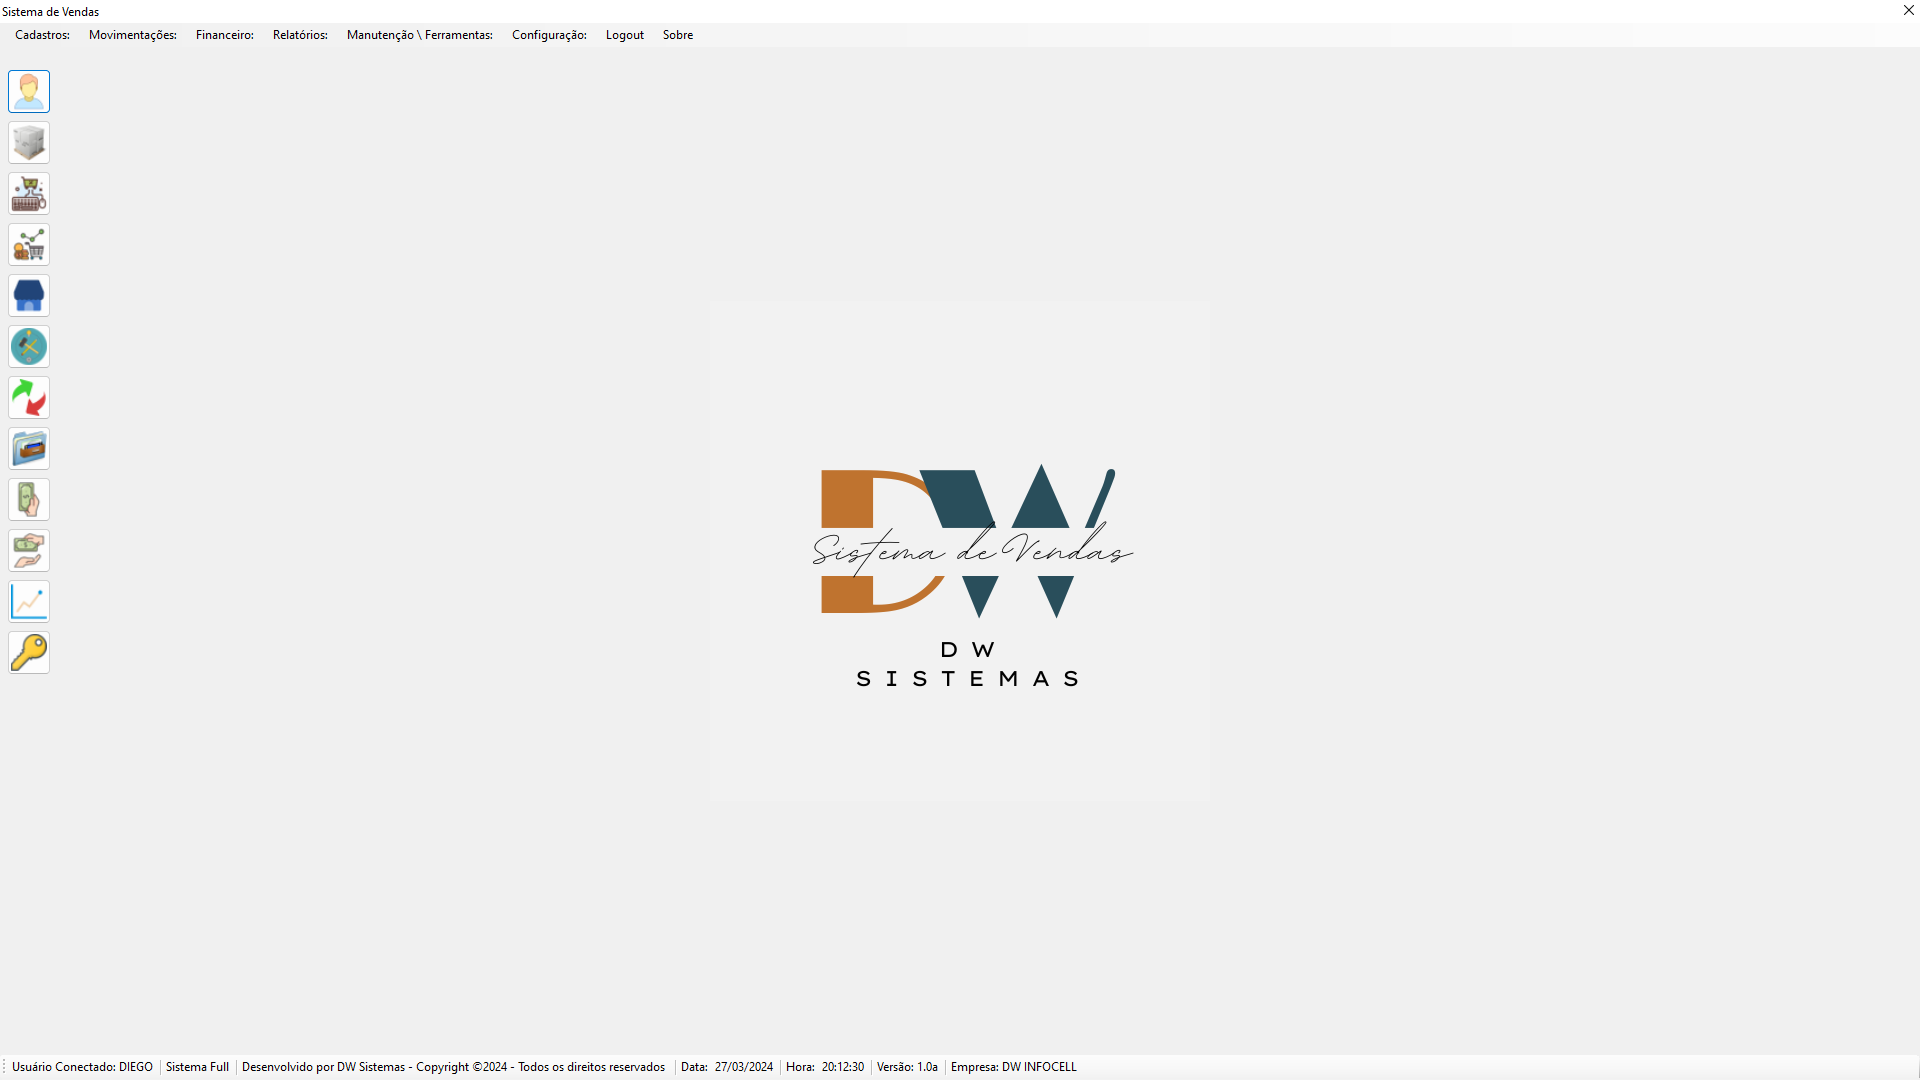 Sistema de Vendas
Cadastros: Movimentações: Financeiro: Relatórios: Manutenção \ Ferramentas: Configuração: Logout Sobre
Sistema de Vendas
DW
SISTEMAS
Usuário Conectado: DIEGO Sistema Full Desenvolvido por DW Sistemas - Copyright ©2024 - Todos os direitos reservados Data: 27/03/2024 Hora: 20:12:30 Versão: 1.0a Empresa: DW INFOCELL